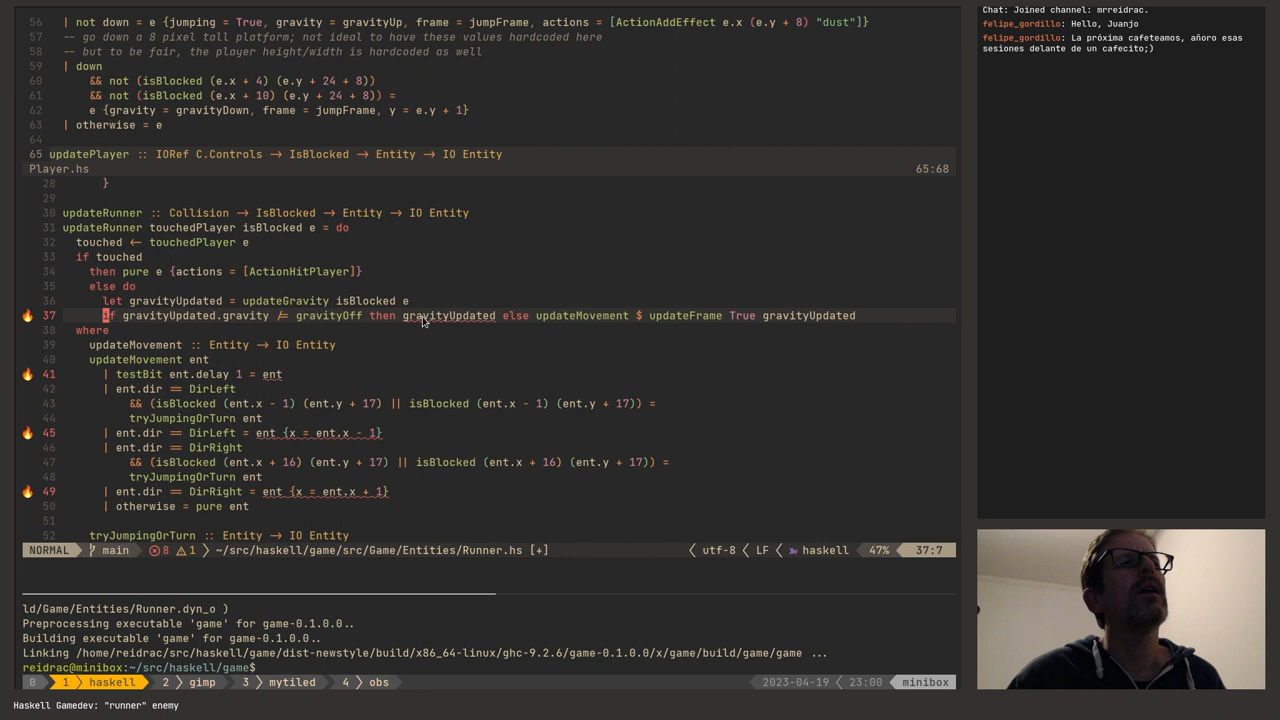 56 | not down = e {jumping = True, gravity = gravityUp, frame = jumpFrame, actions = [ActionAddEffect e.x (e.y + 8) "dust"]}
57 -- go down a 8 pixel tall platform; not ideal to have these values hardcoded here
58 -- but to be fair, the player height/width is hardcoded as well
59 | down
60 && not (isBlocked (e.x + 4) (e.y + 24 + 8))
61 && not (isBlocked (e.x + 10) (e.y + 24 + 8)) =
62 e {gravity = gravityDown, frame = jumpFrame, y = e.y + 1}
63 | otherwise = e
64
65 updatePlayer :: IORef C.Controls → IsBlocked → Entity → IO Entity
Player.hs 65:68
28 }
29
30 updateRunner :: Collision → IsBlocked → Entity → IO Entity
31 updateRunner touchedPlayer isBlocked e = do
32 touched ← touchedPlayer e
33 if touched
34 then pure e {actions = [ActionHitPlayer]}
35 else do
36 let gravityUpdated = updateGravity isBlocked e
🔥 37 if gravityUpdated.gravity ≠ gravityOff then gravityUpdated else updateMovement $ updateFrame True gravityUpdated
38 where
39 updateMovement :: Entity → IO Entity
40 updateMovement ent
🔥 41 | testBit ent.delay 1 = ent
42 | ent.dir == DirLeft
43 && (isBlocked (ent.x - 1) (ent.y + 17) || isBlocked (ent.x - 1) (ent.y + 17)) =
44 tryJumpingOrTurn ent
🔥 45 | ent.dir == DirLeft = ent {x = ent.x - 1}
46 | ent.dir == DirRight
47 && (isBlocked (ent.x + 16) (ent.y + 17) || isBlocked (ent.x + 16) (ent.y + 17)) =
48 tryJumpingOrTurn ent
🔥 49 | ent.dir == DirRight = ent {x = ent.x + 1}
50 | otherwise = pure ent
51
52 tryJumpingOrTurn :: Entity → IO Entity
NORMAL main 8 1 ~/src/haskell/game/src/Game/Entities/Runner.hs [+] utf-8 LF haskell 47% 37:7
ld/Game/Entities/Runner.dyn_o )
Preprocessing executable 'game' for game-0.1.0.0..
Building executable 'game' for game-0.1.0.0..
Linking /home/reidrac/src/haskell/game/dist-newstyle/build/x86_64-linux/ghc-9.2.6/game-0.1.0.0/x/game/build/game/game ...
reidrac@minibox:~/src/haskell/game$
0 1 haskell 2 gimp 3 mytiled 4 obs 2023-04-19 23:00 minibox
Haskell Gamedev: "runner" enemy
Chat: Joined channel: mrreidrac.
felipe_gordillo: Hello, Juanjo
felipe_gordillo: La próxima cafeteamos, añoro esas
sesiones delante de un cafecito;)